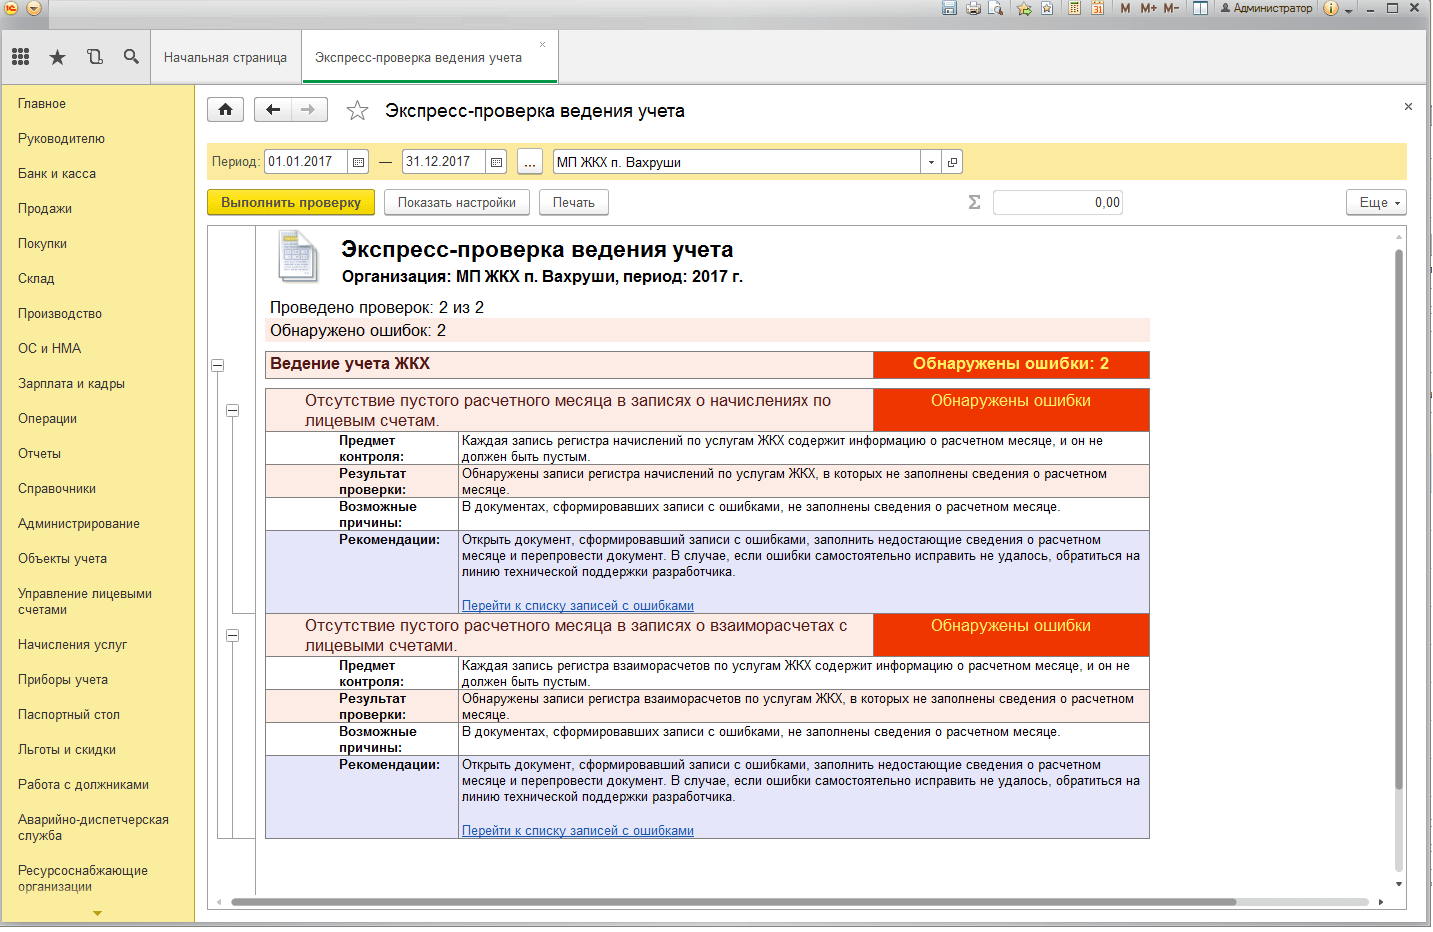 M M+ M- Администратор
Начальная страница
Экспресс-проверка ведения учета
Главное
Руководителю
Банк и касса
Продажи
Покупки
Склад
Производство
ОС и НМА
Зарплата и кадры
Операции
Отчеты
Справочники
Администрирование
Объекты учета
Управление лицевыми
счетами
Начисления услуг
Приборы учета
Паспортный стол
Льготы и скидки
Работа с должниками
Аварийно-диспетчерская
служба
Ресурсоснабжающие
организации
Экспресс-проверка ведения учета
Период: 01.01.2017 — 31.12.2017 ... МП ЖКХ п. Вахруши
Выполнить проверку Показать настройки Печать Σ 0,00 Еще
Экспресс-проверка ведения учета
Организация: МП ЖКХ п. Вахруши, период: 2017 г.
Проведено проверок: 2 из 2
Обнаружено ошибок: 2
Ведение учета ЖКХ Обнаружены ошибки: 2
Отсутствие пустого расчетного месяца в записях о начислениях по
лицевым счетам.
Обнаружены ошибки
Предмет
контроля:
Каждая запись регистра начислений по услугам ЖКХ содержит информацию о расчетном месяце, и он не
должен быть пустым.
Результат
проверки:
Обнаружены записи регистра начислений по услугам ЖКХ, в которых не заполнены сведения о расчетном
месяце.
Возможные
причины:
В документах, сформировавших записи с ошибками, не заполнены сведения о расчетном месяце.
Рекомендации:
Открыть документ, сформировавший записи с ошибками, заполнить недостающие сведения о расчетном
месяце и перепровести документ. В случае, если ошибки самостоятельно исправить не удалось, обратиться на
линию технической поддержки разработчика.
Перейти к списку записей с ошибками
Отсутствие пустого расчетного месяца в записях о взаиморасчетах с
лицевыми счетами.
Обнаружены ошибки
Предмет
контроля:
Каждая запись регистра взаиморасчетов по услугам ЖКХ содержит информацию о расчетном месяце, и он не
должен быть пустым.
Результат
проверки:
Обнаружены записи регистра взаиморасчетов по услугам ЖКХ, в которых не заполнены сведения о расчетном
месяце.
Возможные
причины:
В документах, сформировавших записи с ошибками, не заполнены сведения о расчетном месяце.
Рекомендации:
Открыть документ, сформировавший записи с ошибками, заполнить недостающие сведения о расчетном
месяце и перепровести документ. В случае, если ошибки самостоятельно исправить не удалось, обратиться на
линию технической поддержки разработчика.
Перейти к списку записей с ошибками